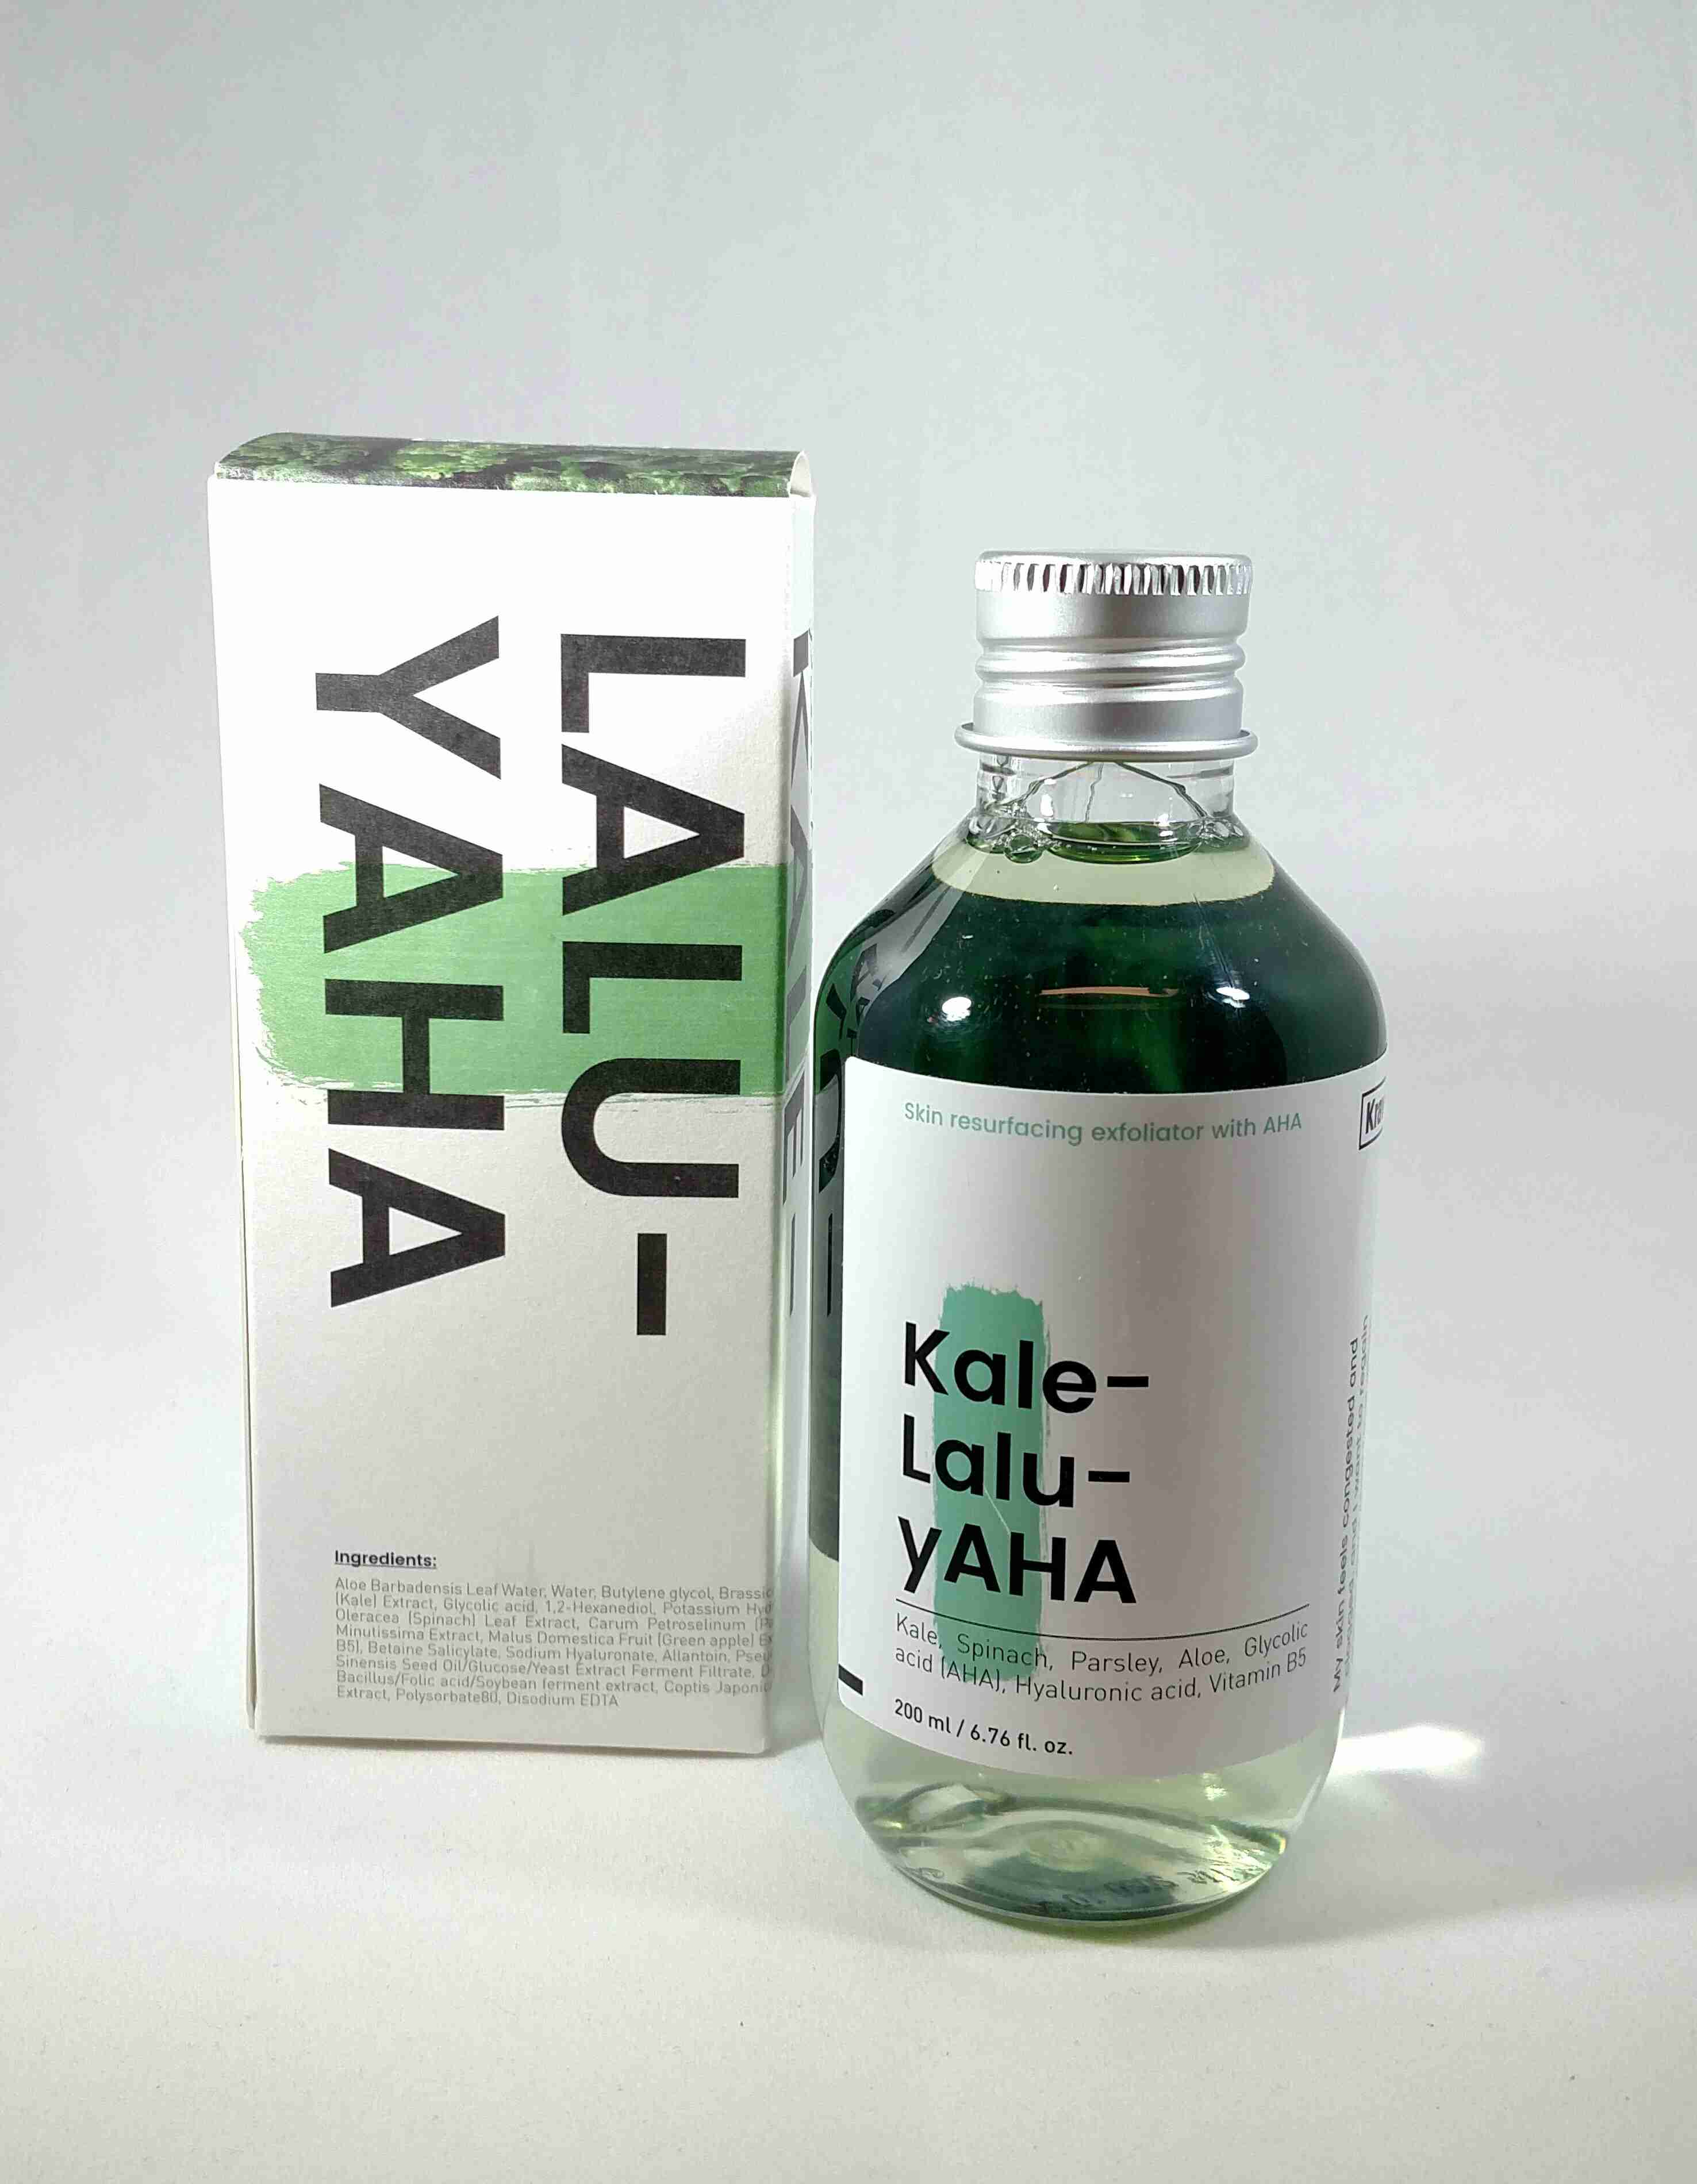 LALU-
YAHA
KALE-
Ingredients:
Aloe Barbadensis Leaf Water, Water, Butylene glycol,
(Kale) Extract, Glycolic acid, 1,2-Hexanediol, Potassium
Oleracea (Spinach) Leaf Extract, Carum Petroselinum
Minutissima Extract, Malus Domestica Fruit (Green apple)
B5), Betaine Salicylate, Sodium Hyaluronate, Allantoin,
Sinensis Seed Oil/Glucose/Yeast Extract Ferment Filtrate,
Bacillus/Folic acid/Soybean ferment extract, Coptis
Extract, Polysorbate80, Disodium EDTA
Skin resurfacing exfoliator with AHA
Kale-
Lalu-
yAHA
Kale, Spinach, Parsley, Aloe, Glycolic
acid (AHA), Hyaluronic acid, Vitamin B5
200 ml / 6.76 fl. oz.
My skin feels congested and